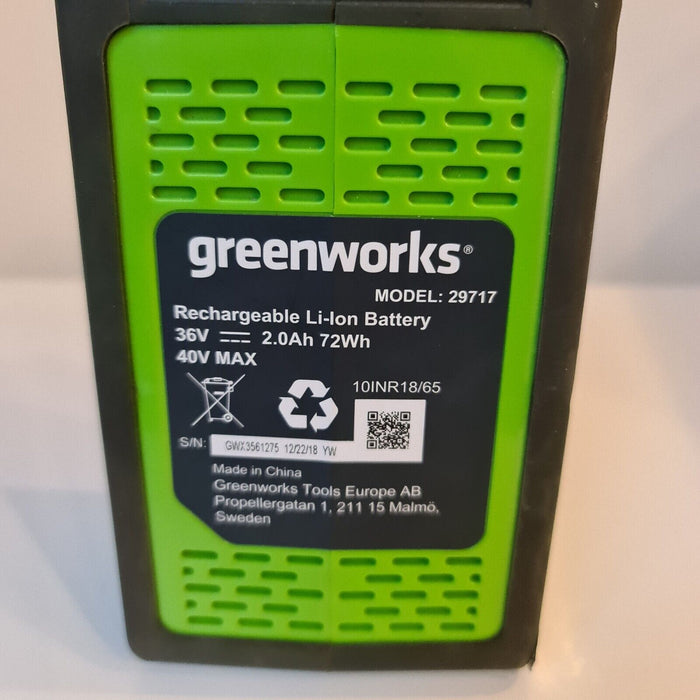 greenworks®
MODEL: 29717
Rechargeable Li-Ion Battery
36V ⎓ 2.0Ah 72Wh
40V MAX
10INR18/65
S/N: GWX3561275 12/22/18 YW
Made in China
Greenworks Tools Europe AB
Propellergatan 1, 211 15 Malmö,
Sweden